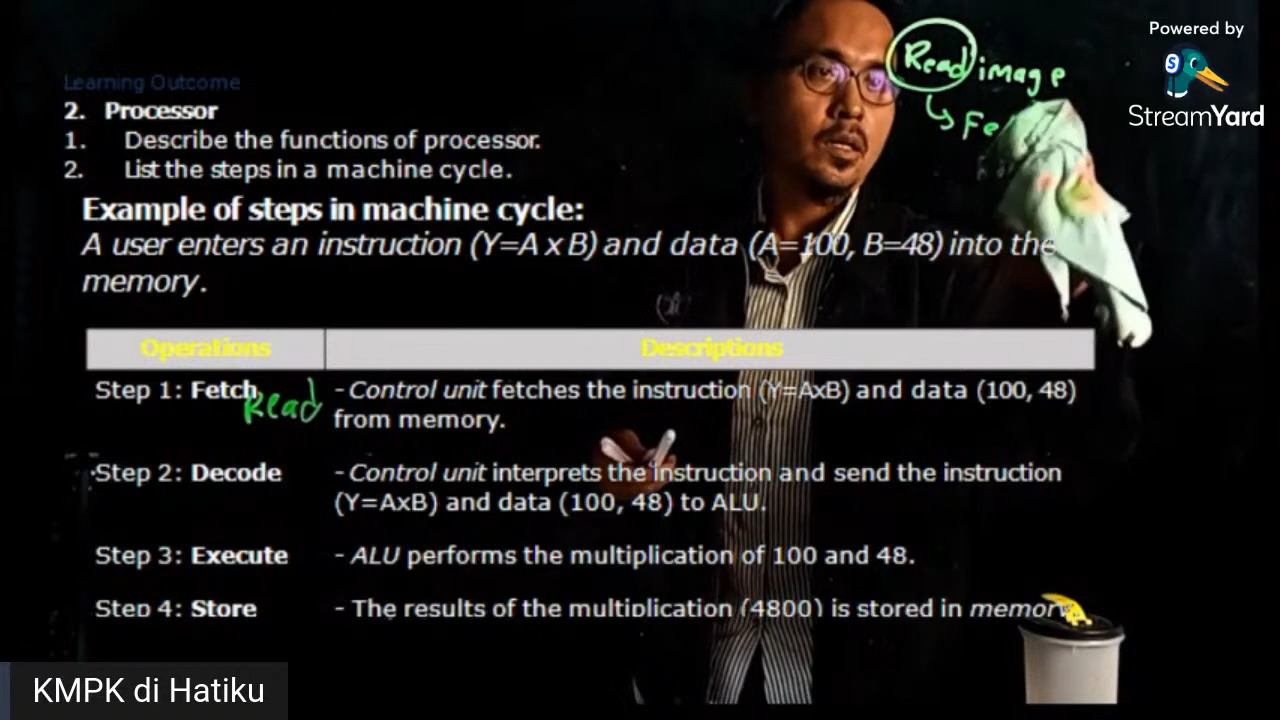 Powered by
StreamYard
Read image
Fe
Learning Outcome
2. Processor
1. Describe the functions of processor.
2. List the steps in a machine cycle.
Example of steps in machine cycle:
A user enters an instruction (Y=A x B) and data (A=100, B=48) into the
memory.
Operations Descriptions
Step 1: Fetch - Control unit fetches the instruction (Y=AxB) and data (100, 48)
Read
from memory.
Step 2: Decode - Control unit interprets the instruction and send the instruction
(Y=AxB) and data (100, 48) to ALU.
Step 3: Execute - ALU performs the multiplication of 100 and 48.
Step 4: Store - The results of the multiplication (4800) is stored in memory
KMPK di Hatiku